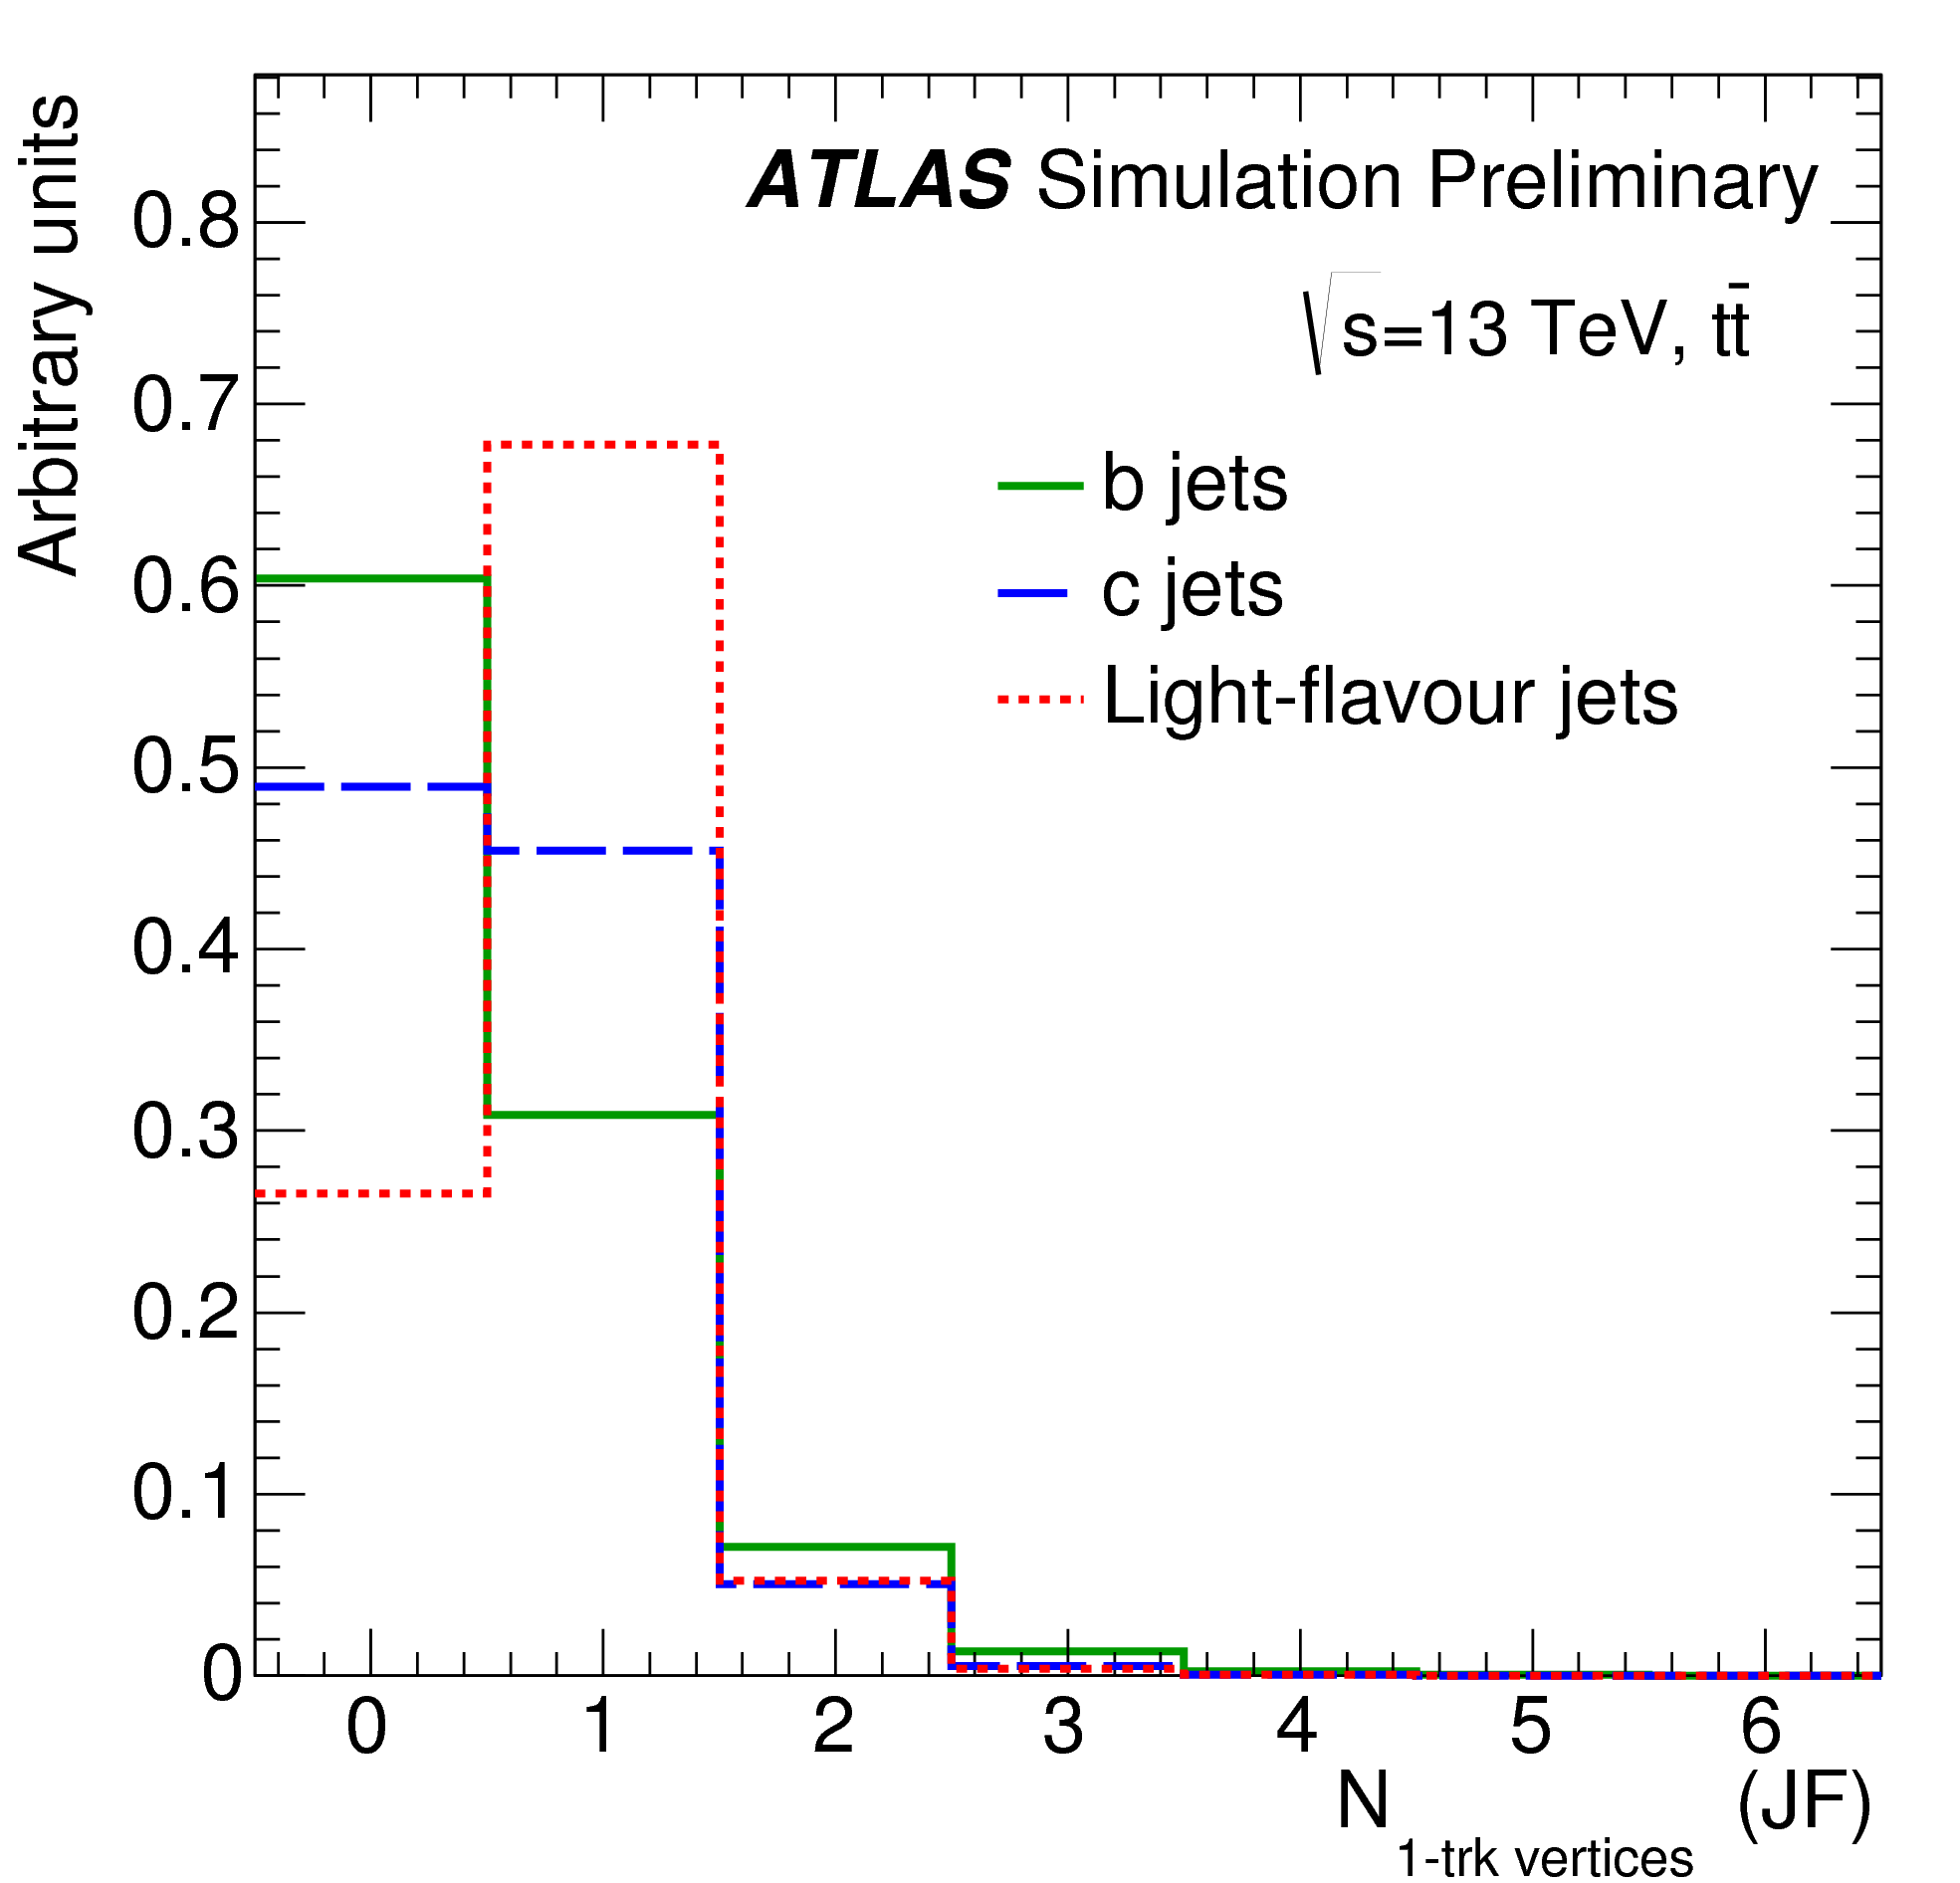 Arbitrary units
ATLAS Simulation Preliminary
√s=13 TeV, tt̄
b jets
c jets
Light-flavour jets
0.8
0.7
0.6
0.5
0.4
0.3
0.2
0.1
0
0 1 2 3 4 5 6
N1-trk vertices (JF)